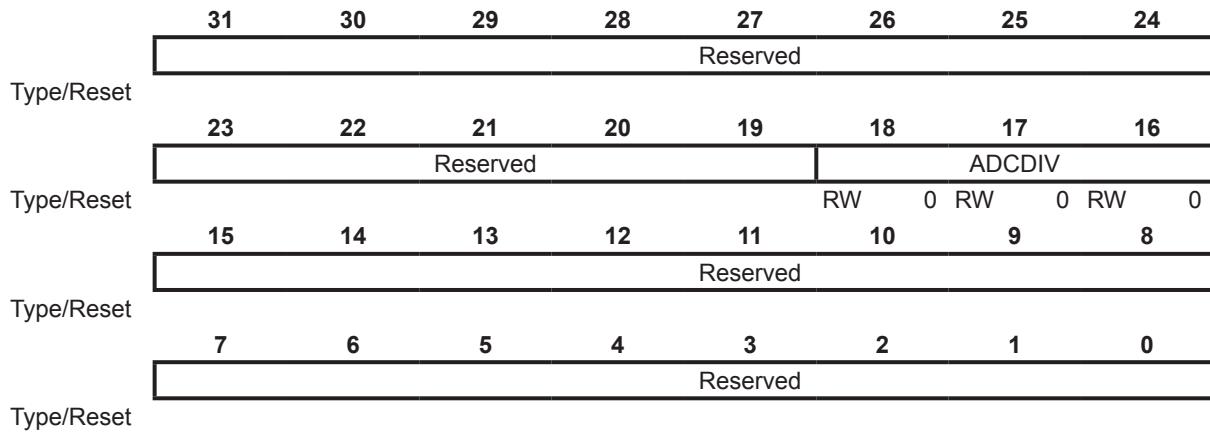 31 30 29 28 27 26 25 24
Reserved
Type/Reset
23 22 21 20 19 18 17 16
Reserved ADCDIV
Type/Reset RW 0 RW 0 RW 0
15 14 13 12 11 10 9 8
Reserved
Type/Reset
7 6 5 4 3 2 1 0
Reserved
Type/Reset